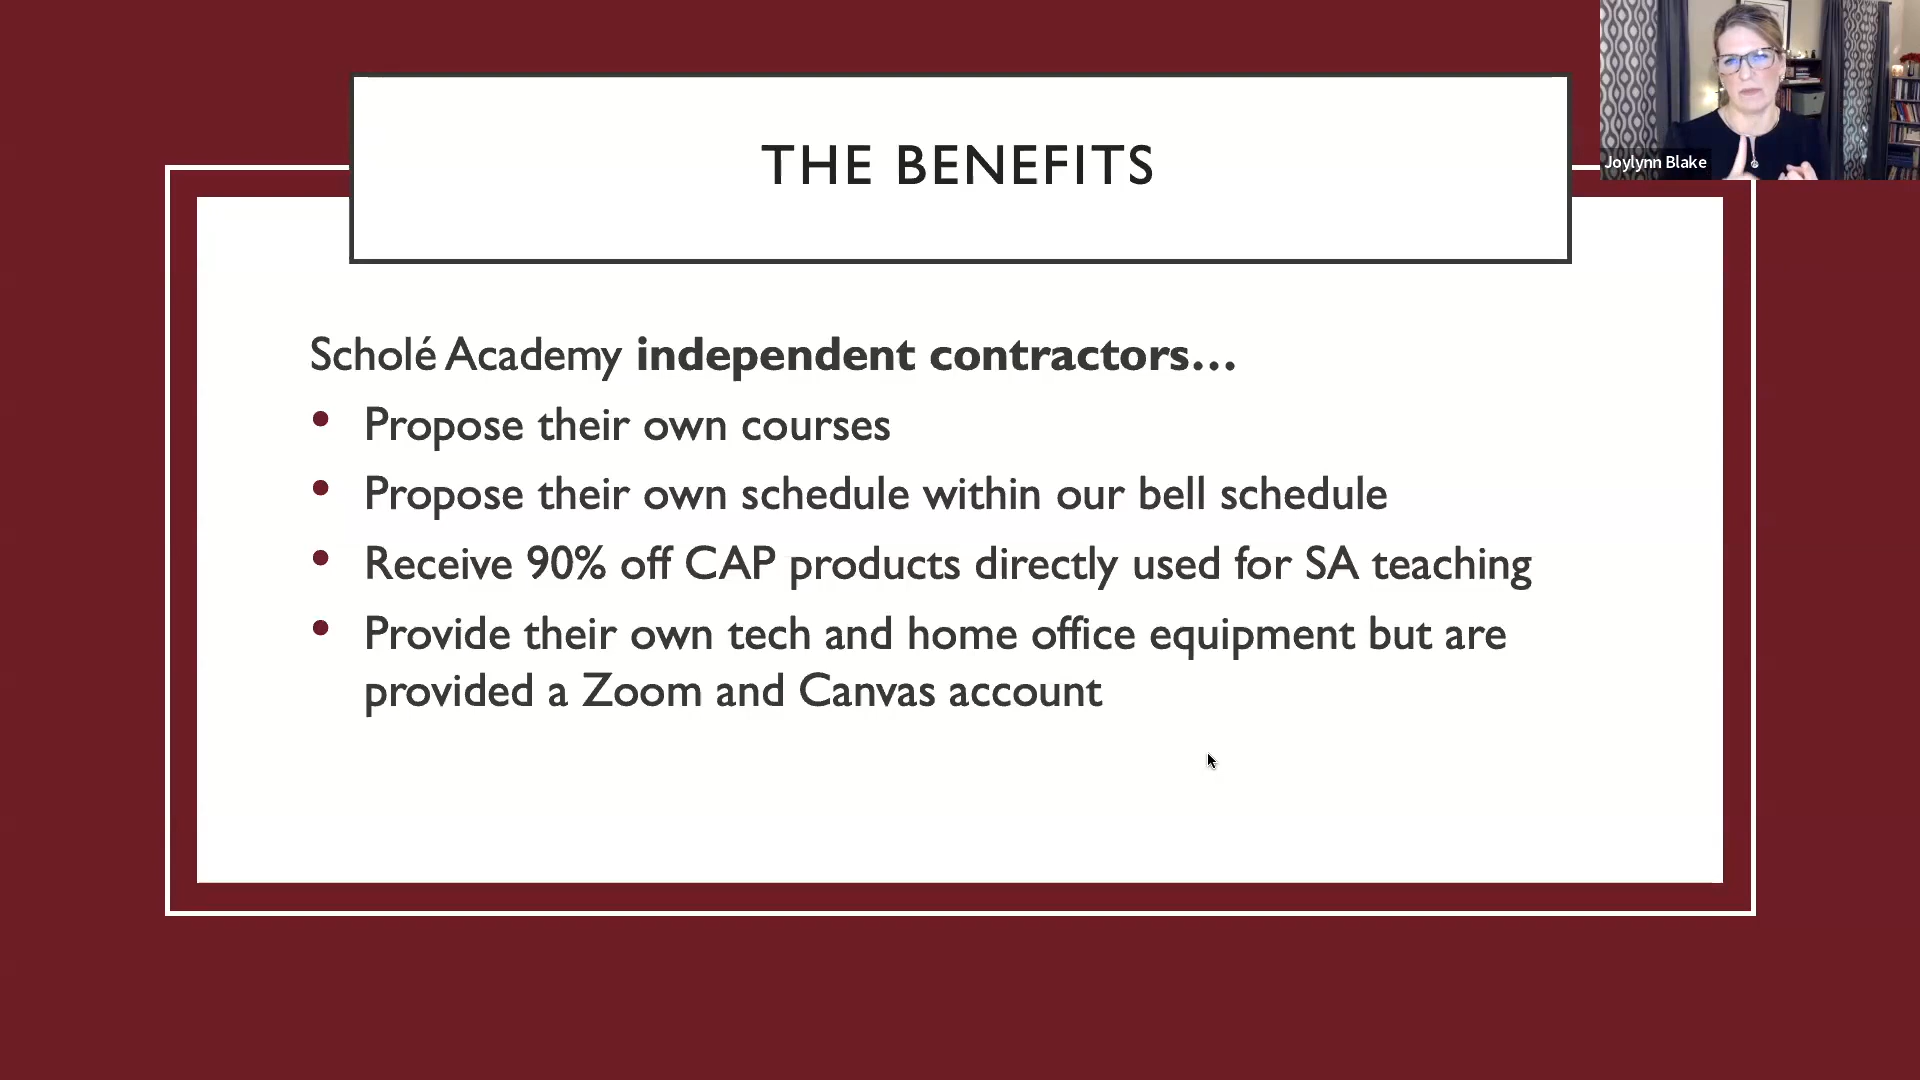 Joylynn Blake
THE BENEFITS
Scholé Academy independent contractors...
• Propose their own courses
• Propose their own schedule within our bell schedule
• Receive 90% off CAP products directly used for SA teaching
• Provide their own tech and home office equipment but are
provided a Zoom and Canvas account